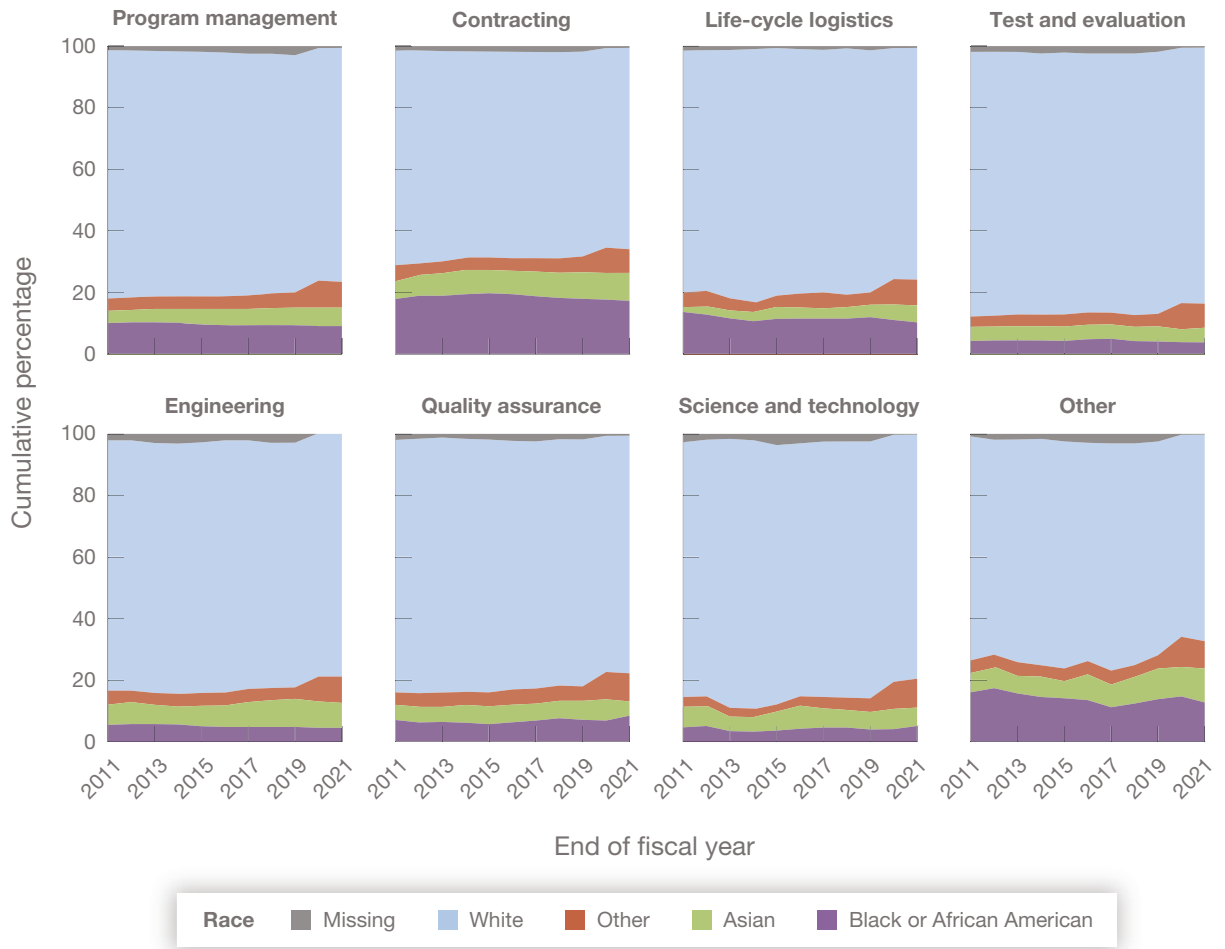 Program management
Contracting
Life-cycle logistics
Test and evaluation
100
80
60
40
20
0
Engineering
Quality assurance
Science and technology
Other
100
80
60
40
20
0
Cumulative percentage
2011 2013 2015 2017 2019 2021
2011 2013 2015 2017 2019 2021
2011 2013 2015 2017 2019 2021
2011 2013 2015 2017 2019 2021
End of fiscal year
Race Missing White Other Asian Black or African American